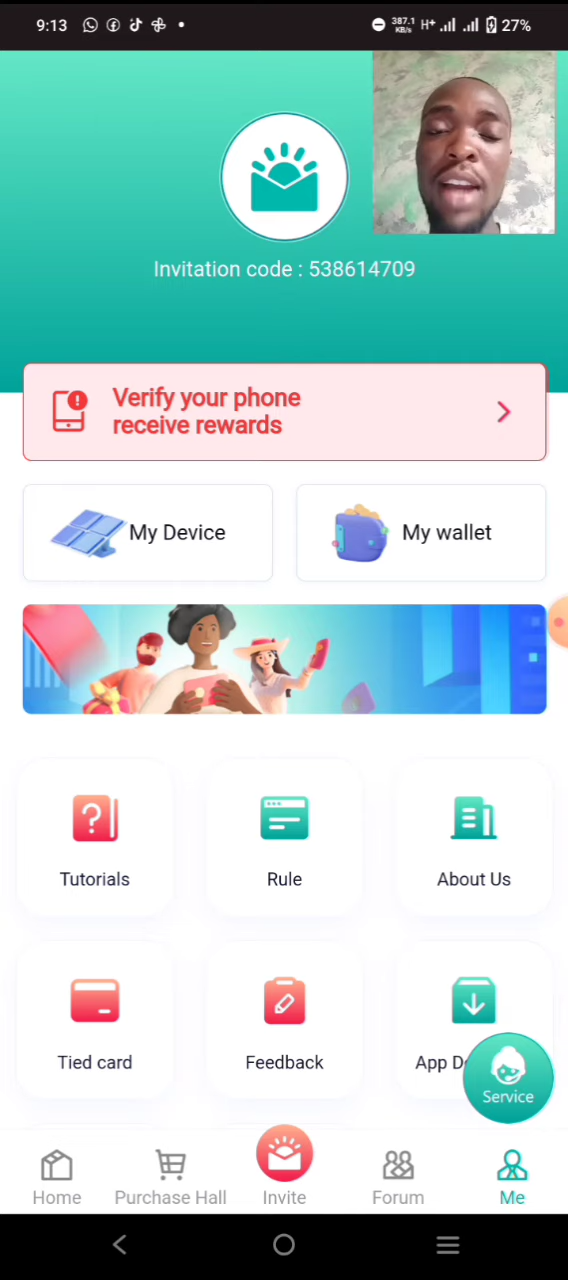 9:13
387.1
KB/s
H+
27%
Invitation code : 538614709
Verify your phone
receive rewards
My Device
My wallet
Tutorials
Rule
About Us
Tied card
Feedback
App D
Service
Home
Purchase Hall
Invite
Forum
Me